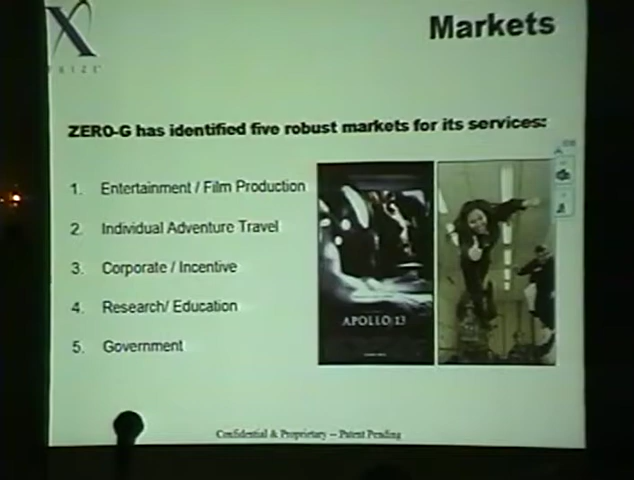 Markets
X
PRIZE
ZERO-G has identified five robust markets for its services:
1. Entertainment / Film Production
2. Individual Adventure Travel
3. Corporate / Incentive
4. Research/ Education
5. Government
APOLLO 13
Confidential & Proprietary – Patent Pending